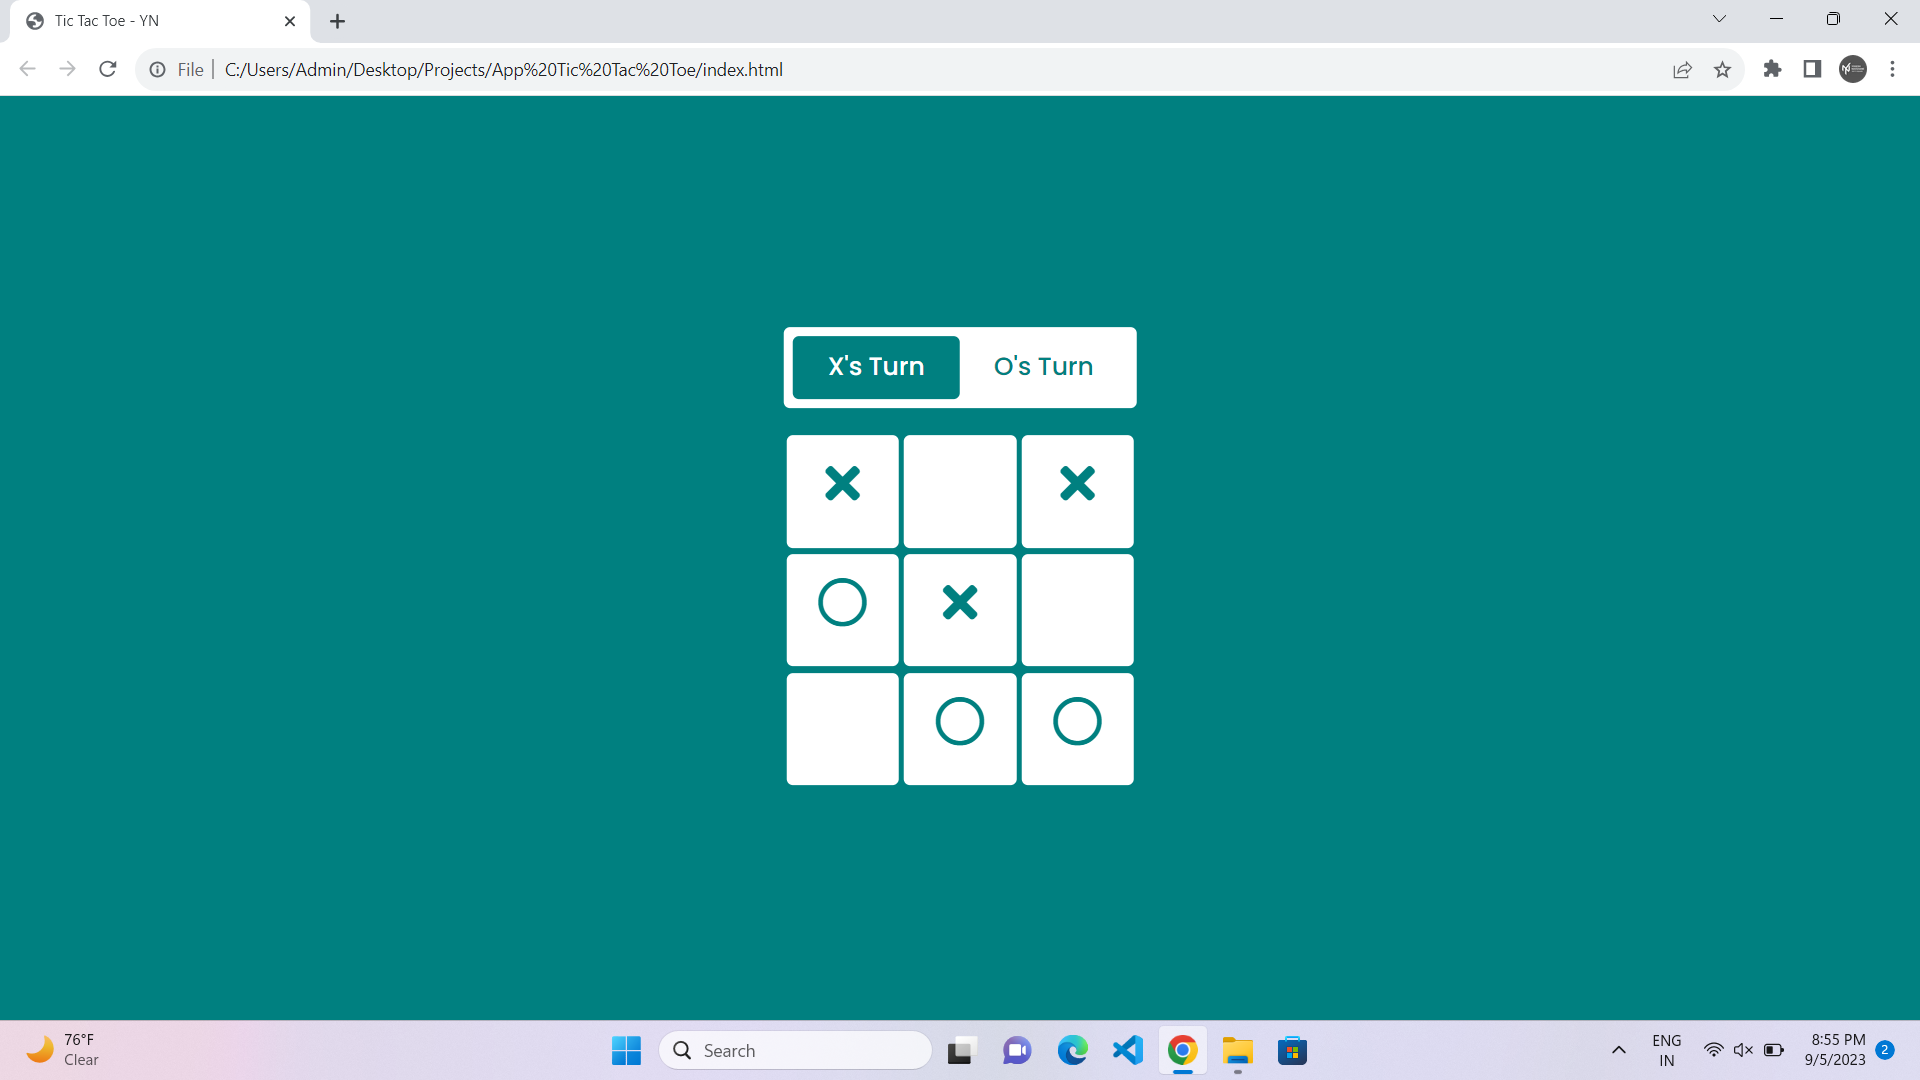 Tic Tac Toe - YN
File
C:/Users/Admin/Desktop/Projects/App%20Tic%20Tac%20Toe/index.html
X's Turn
O's Turn
76°F
Clear
Search
ENG
IN
8:55 PM
9/5/2023
2